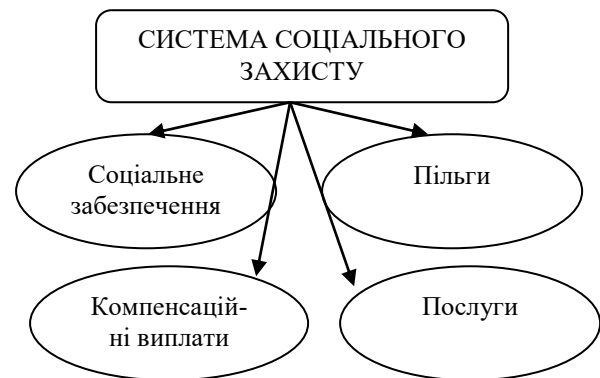 СИСТЕМА СОЦІАЛЬНОГО
ЗАХИСТУ
Соціальне
забезпечення
Пільги
Компенсацій-
ні виплати
Послуги